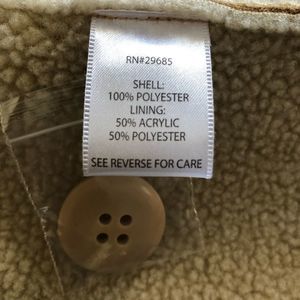 RN#29685
SHELL:
100% POLYESTER
LINING:
50% ACRYLIC
50% POLYESTER
SEE REVERSE FOR CARE